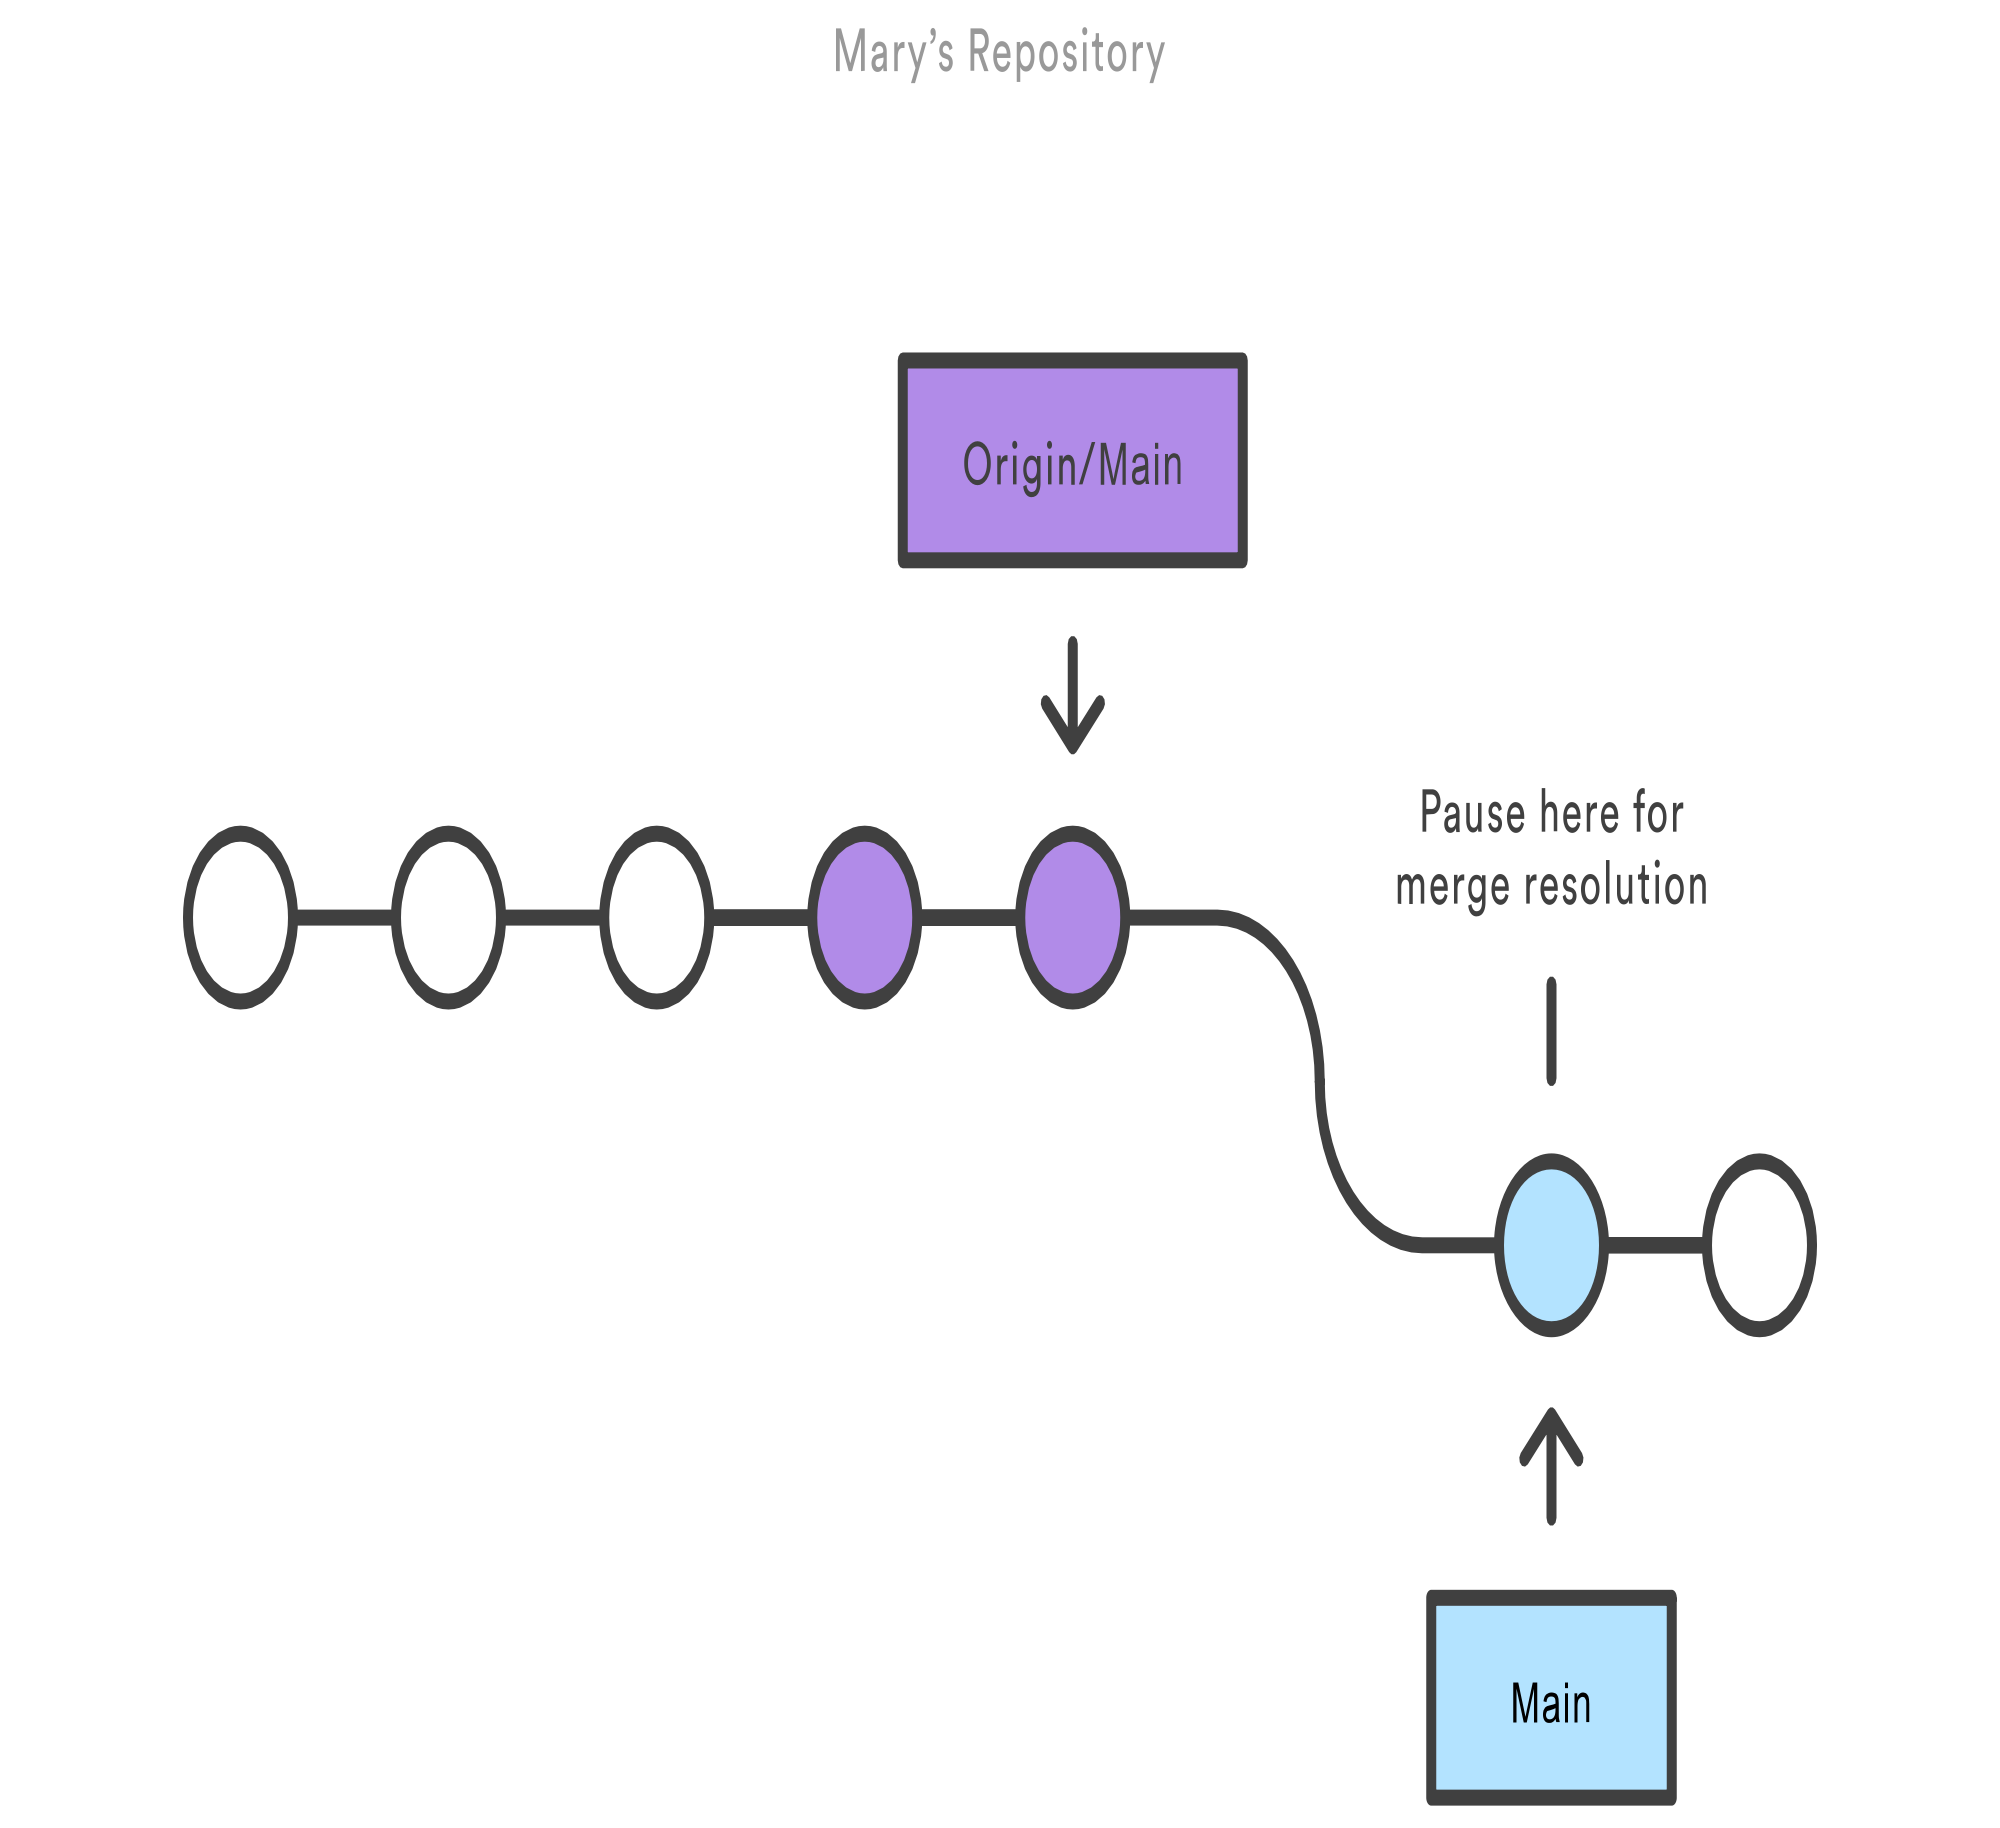 Mary’s Repository
Origin/Main
Pause here for
merge resolution
Main